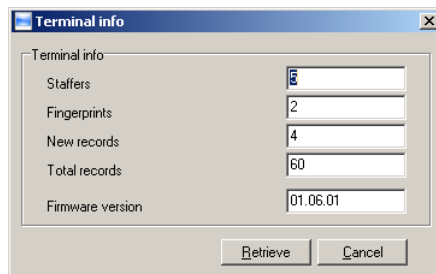 Terminal info
Terminal info
Staffers 5
Fingerprints 2
New records 4
Total records 60
Firmware version 01.06.01
Retrieve Cancel